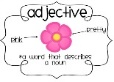 adjective
pretty
pink
*a word that describes
a noun